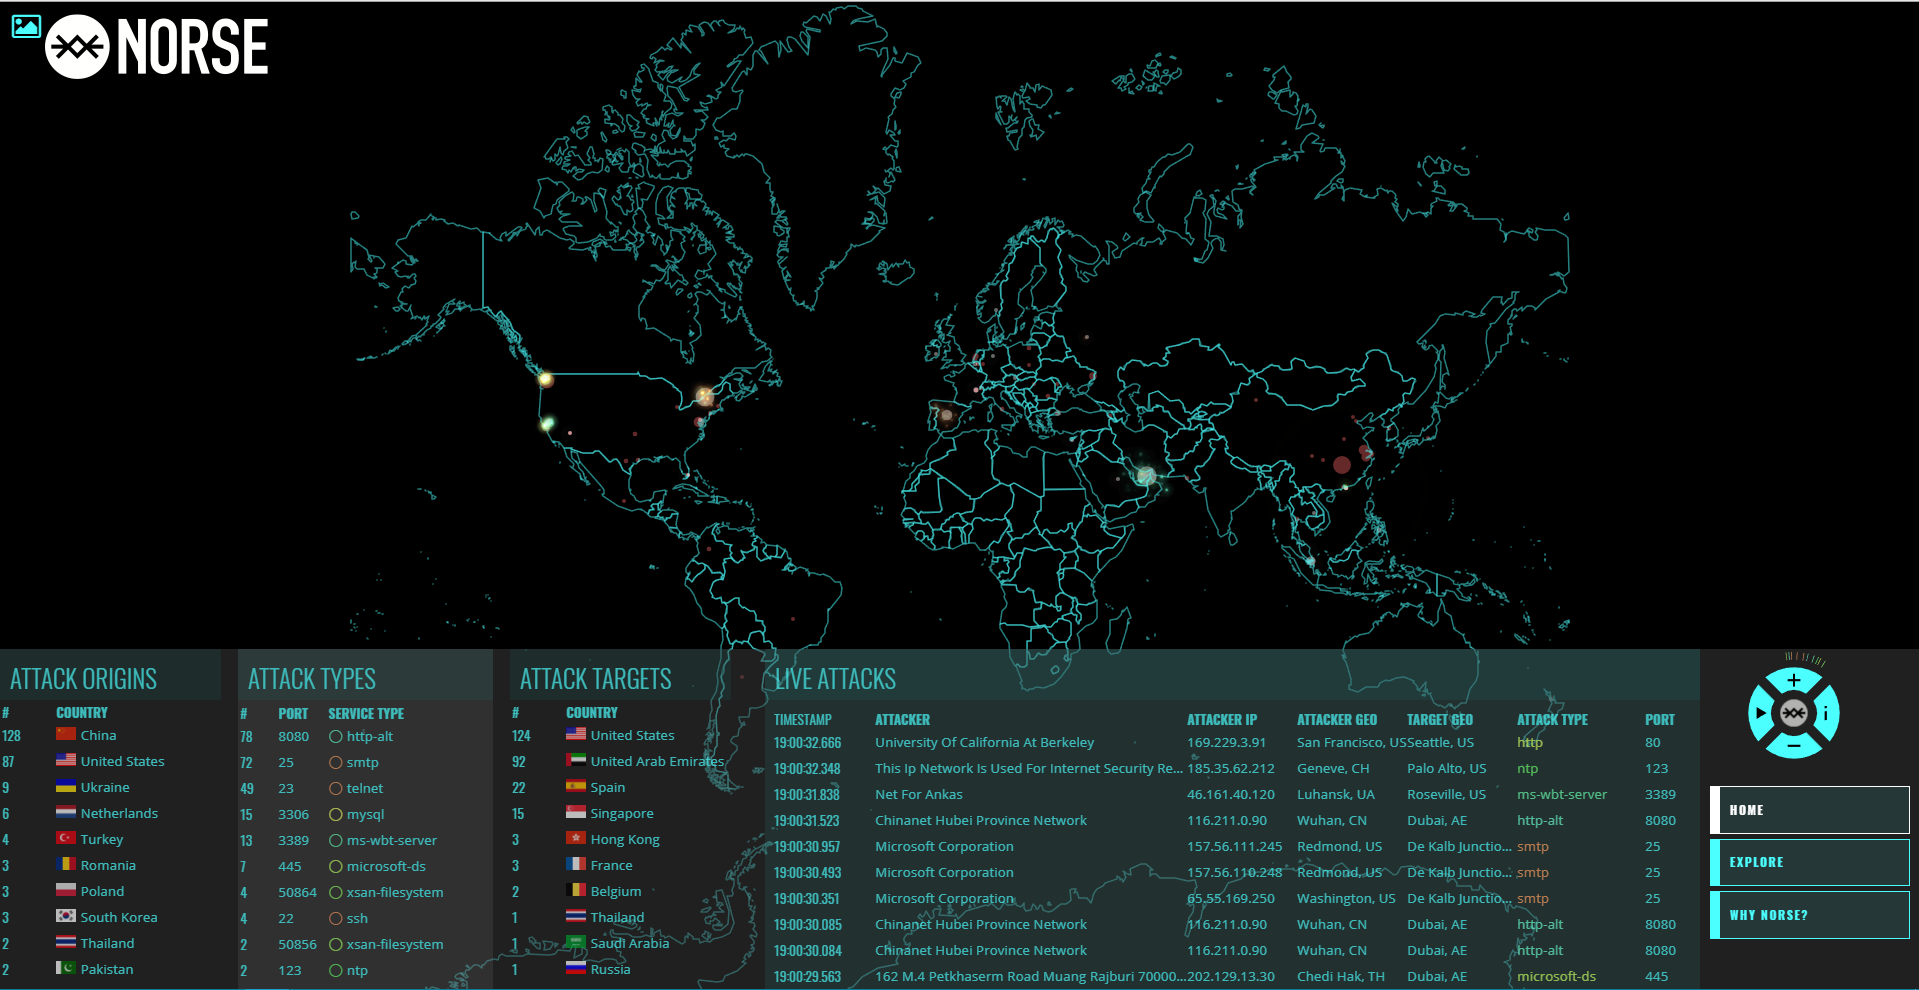 NORSE
ATTACK ORIGINS
# COUNTRY
128 China
87 United States
9 Ukraine
6 Netherlands
4 Turkey
3 Romania
3 Poland
3 South Korea
2 Thailand
2 Pakistan
ATTACK TYPES
# PORT SERVICE TYPE
78 8080 http-alt
72 25 smtp
49 23 telnet
15 3306 mysql
13 3389 ms-wbt-server
7 445 microsoft-ds
4 50864 xsan-filesystem
4 22 ssh
2 50856 xsan-filesystem
2 123 ntp
ATTACK TARGETS
# COUNTRY
124 United States
92 United Arab Emirates
22 Spain
15 Singapore
3 Hong Kong
3 France
2 Belgium
1 Thailand
1 Saudi Arabia
1 Russia
LIVE ATTACKS
TIMESTAMP ATTACKER ATTACKER IP ATTACKER GEO TARGET GEO ATTACK TYPE PORT
19:00:32.666 University Of California At Berkeley 169.229.3.91 San Francisco, US Seattle, US http 80
19:00:32.348 This Ip Network Is Used For Internet Security Re... 185.35.62.212 Geneve, CH Palo Alto, US ntp 123
19:00:31.838 Net For Ankas 46.161.40.120 Luhansk, UA Roseville, US ms-wbt-server 3389
19:00:31.523 Chinanet Hubei Province Network 116.211.0.90 Wuhan, CN Dubai, AE http-alt 8080
19:00:30.957 Microsoft Corporation 157.56.111.245 Redmond, US De Kalb Junctio... smtp 25
19:00:30.493 Microsoft Corporation 157.56.110.248 Redmond, US De Kalb Junctio... smtp 25
19:00:30.351 Microsoft Corporation 65.55.169.250 Washington, US De Kalb Junctio... smtp 25
19:00:30.085 Chinanet Hubei Province Network 116.211.0.90 Wuhan, CN Dubai, AE http-alt 8080
19:00:30.084 Chinanet Hubei Province Network 116.211.0.90 Wuhan, CN Dubai, AE http-alt 8080
19:00:29.563 162 M.4 Petkhaserm Road Muang Rajburi 70000... 202.129.13.30 Chedi Hak, TH Dubai, AE microsoft-ds 445
+
i
−
HOME
EXPLORE
WHY NORSE?